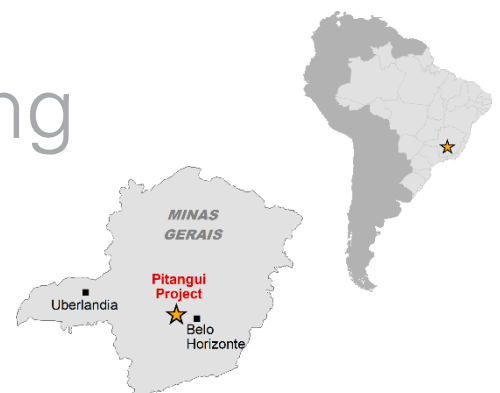 ng
MINAS
GERAIS
Pitangui
Project
Uberlandia
Belo
Horizonte